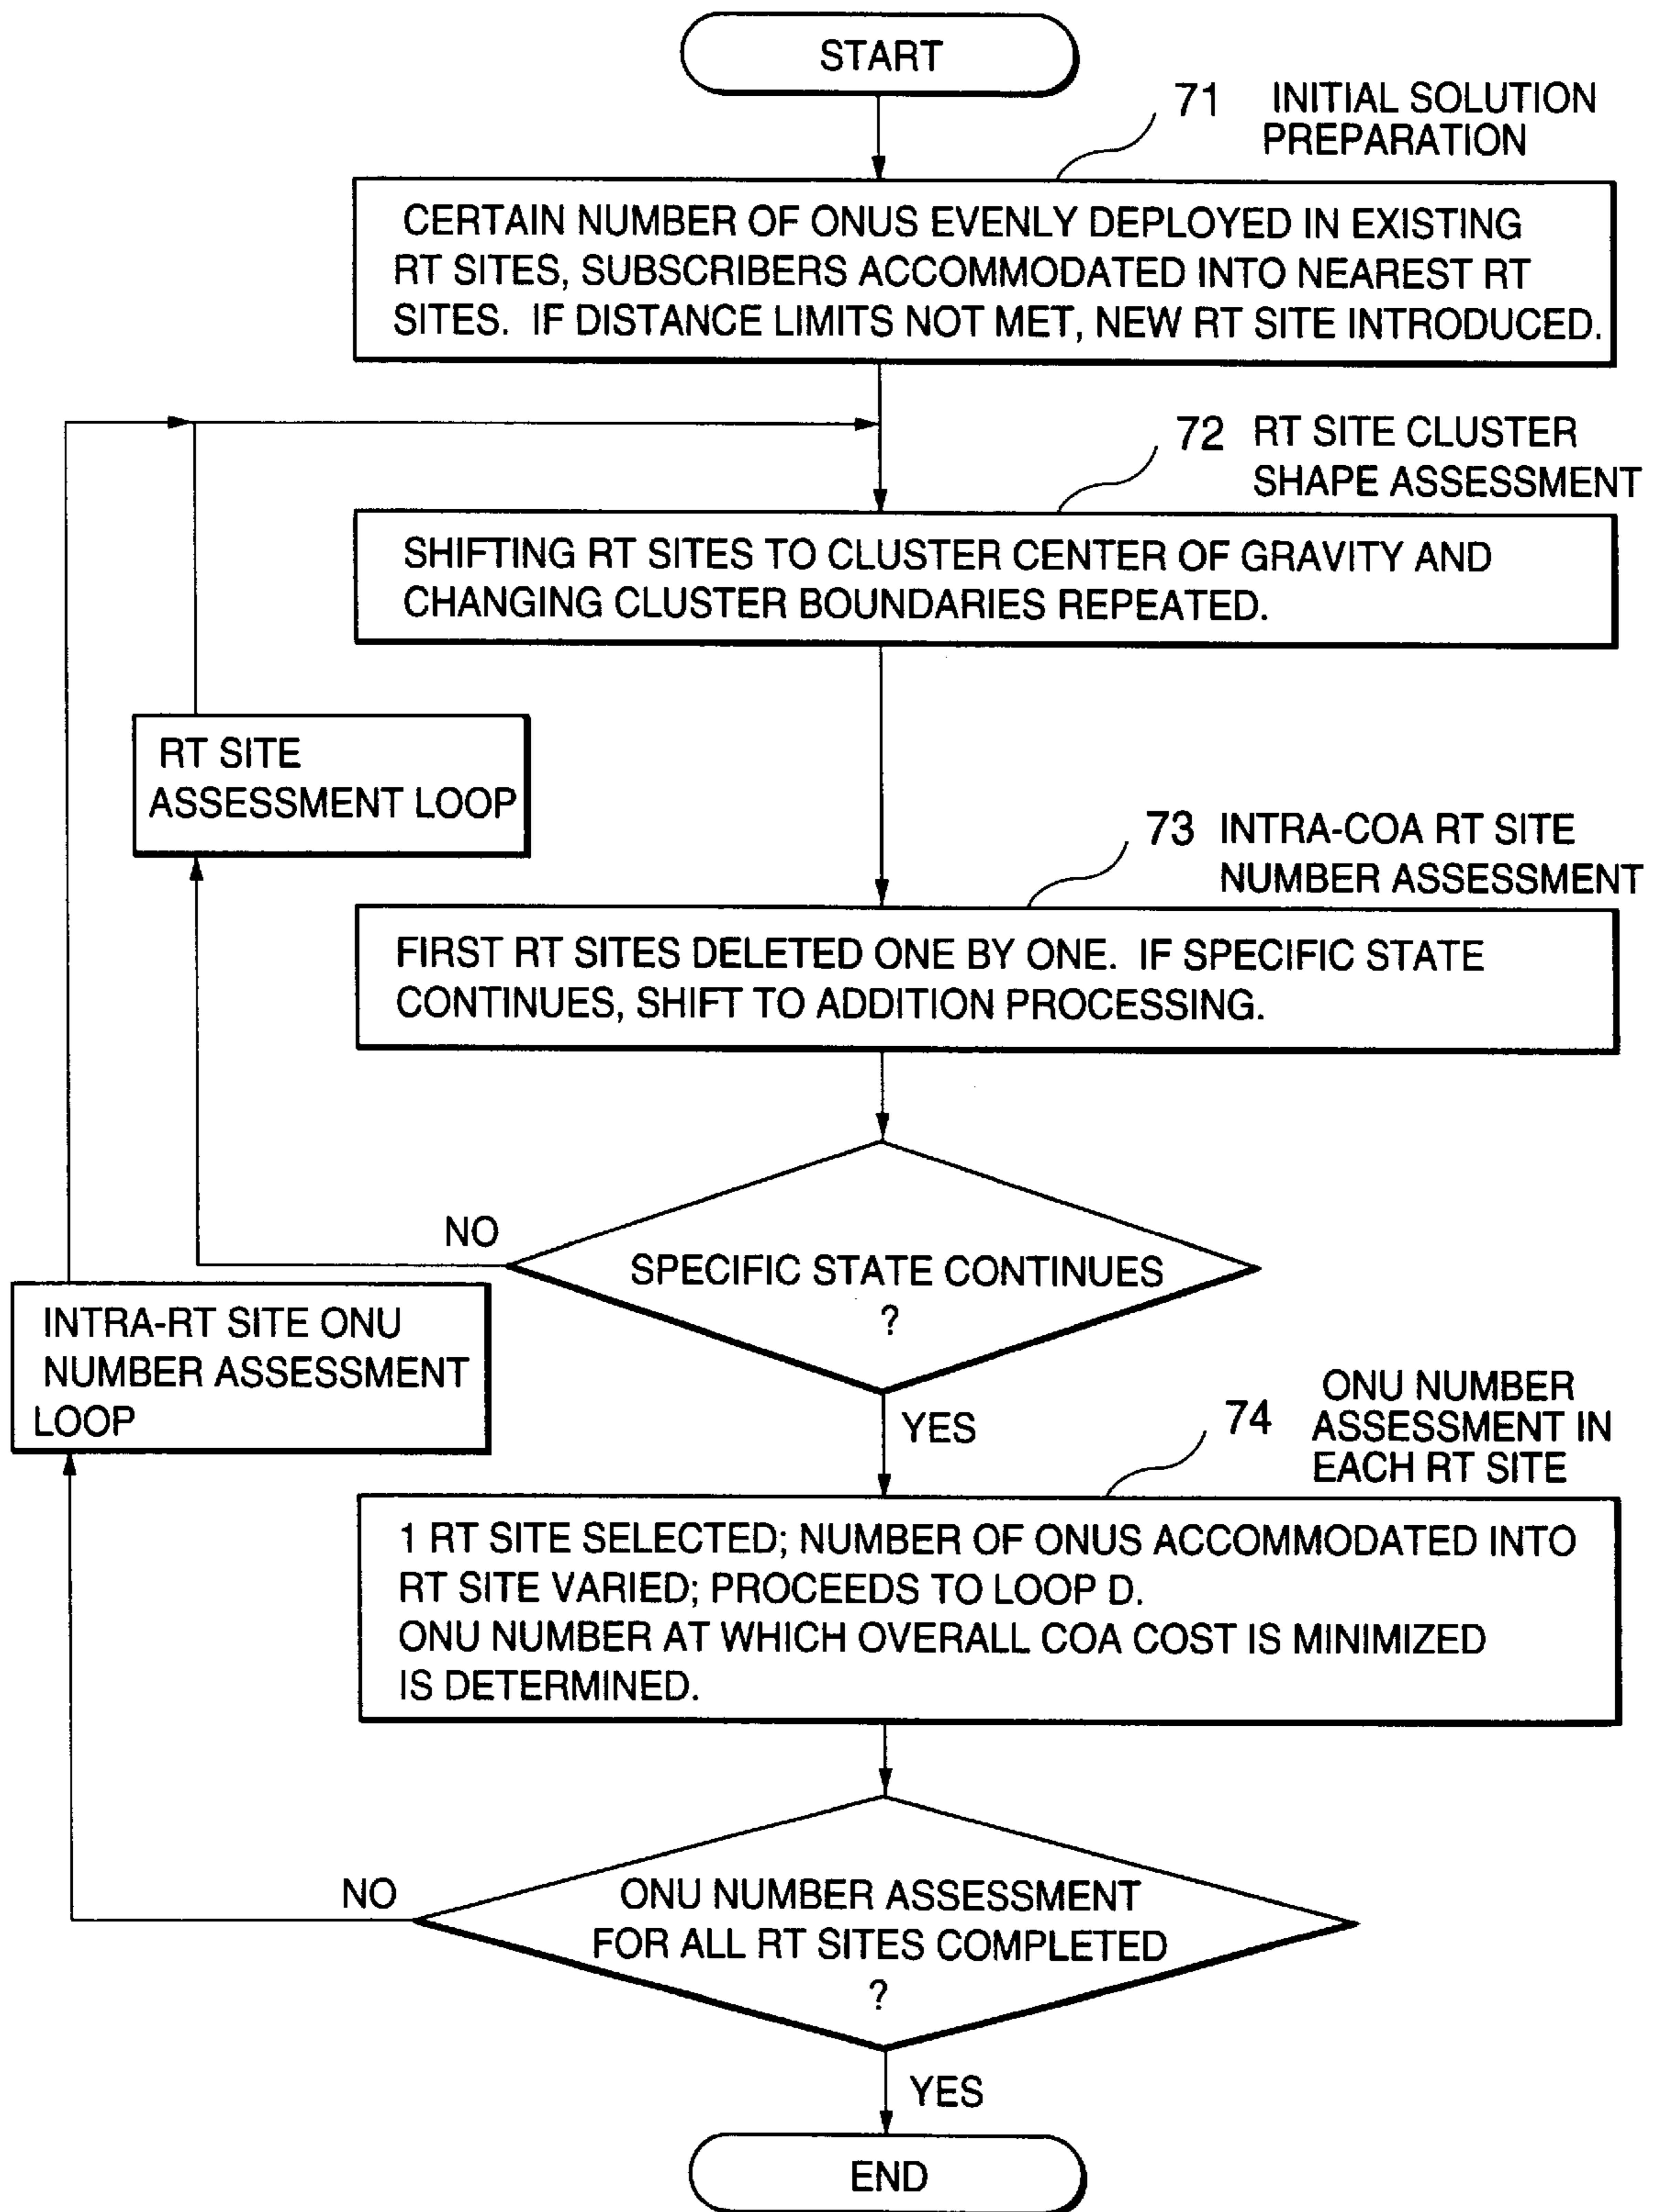 START
71 INITIAL SOLUTION
PREPARATION
CERTAIN NUMBER OF ONUS EVENLY DEPLOYED IN EXISTING
RT SITES, SUBSCRIBERS ACCOMMODATED INTO NEAREST RT
SITES. IF DISTANCE LIMITS NOT MET, NEW RT SITE INTRODUCED.
72 RT SITE CLUSTER
SHAPE ASSESSMENT
SHIFTING RT SITES TO CLUSTER CENTER OF GRAVITY AND
CHANGING CLUSTER BOUNDARIES REPEATED.
RT SITE
ASSESSMENT LOOP
73 INTRA-COA RT SITE
NUMBER ASSESSMENT
FIRST RT SITES DELETED ONE BY ONE. IF SPECIFIC STATE
CONTINUES, SHIFT TO ADDITION PROCESSING.
NO
SPECIFIC STATE CONTINUES
?
INTRA-RT SITE ONU
NUMBER ASSESSMENT
LOOP
YES
74 ONU NUMBER
ASSESSMENT IN
EACH RT SITE
1 RT SITE SELECTED; NUMBER OF ONUS ACCOMMODATED INTO
RT SITE VARIED; PROCEEDS TO LOOP D.
ONU NUMBER AT WHICH OVERALL COA COST IS MINIMIZED
IS DETERMINED.
NO
ONU NUMBER ASSESSMENT
FOR ALL RT SITES COMPLETED
?
YES
END